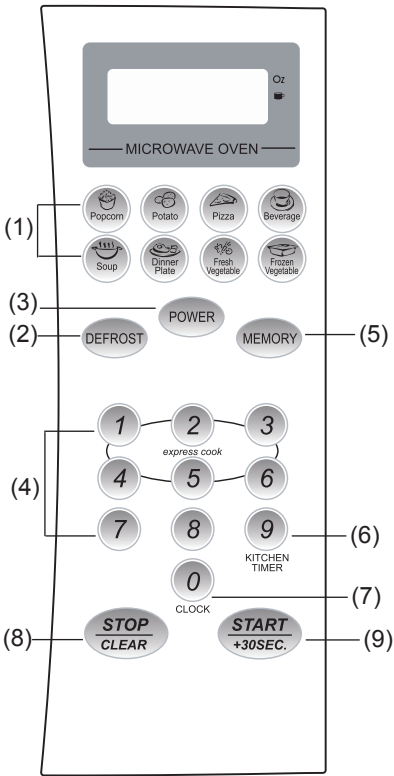 Oz
MICROWAVE OVEN
Popcorn Potato Pizza Beverage
(1)
Soup Dinner Plate Fresh Vegetable Frozen Vegetable
(3) POWER
(2) DEFROST MEMORY (5)
1 2 3
express cook
(4) 4 5 6
7 8 9 (6)
KITCHEN
TIMER
0 (7)
CLOCK
(8) STOP START (9)
CLEAR +30SEC.